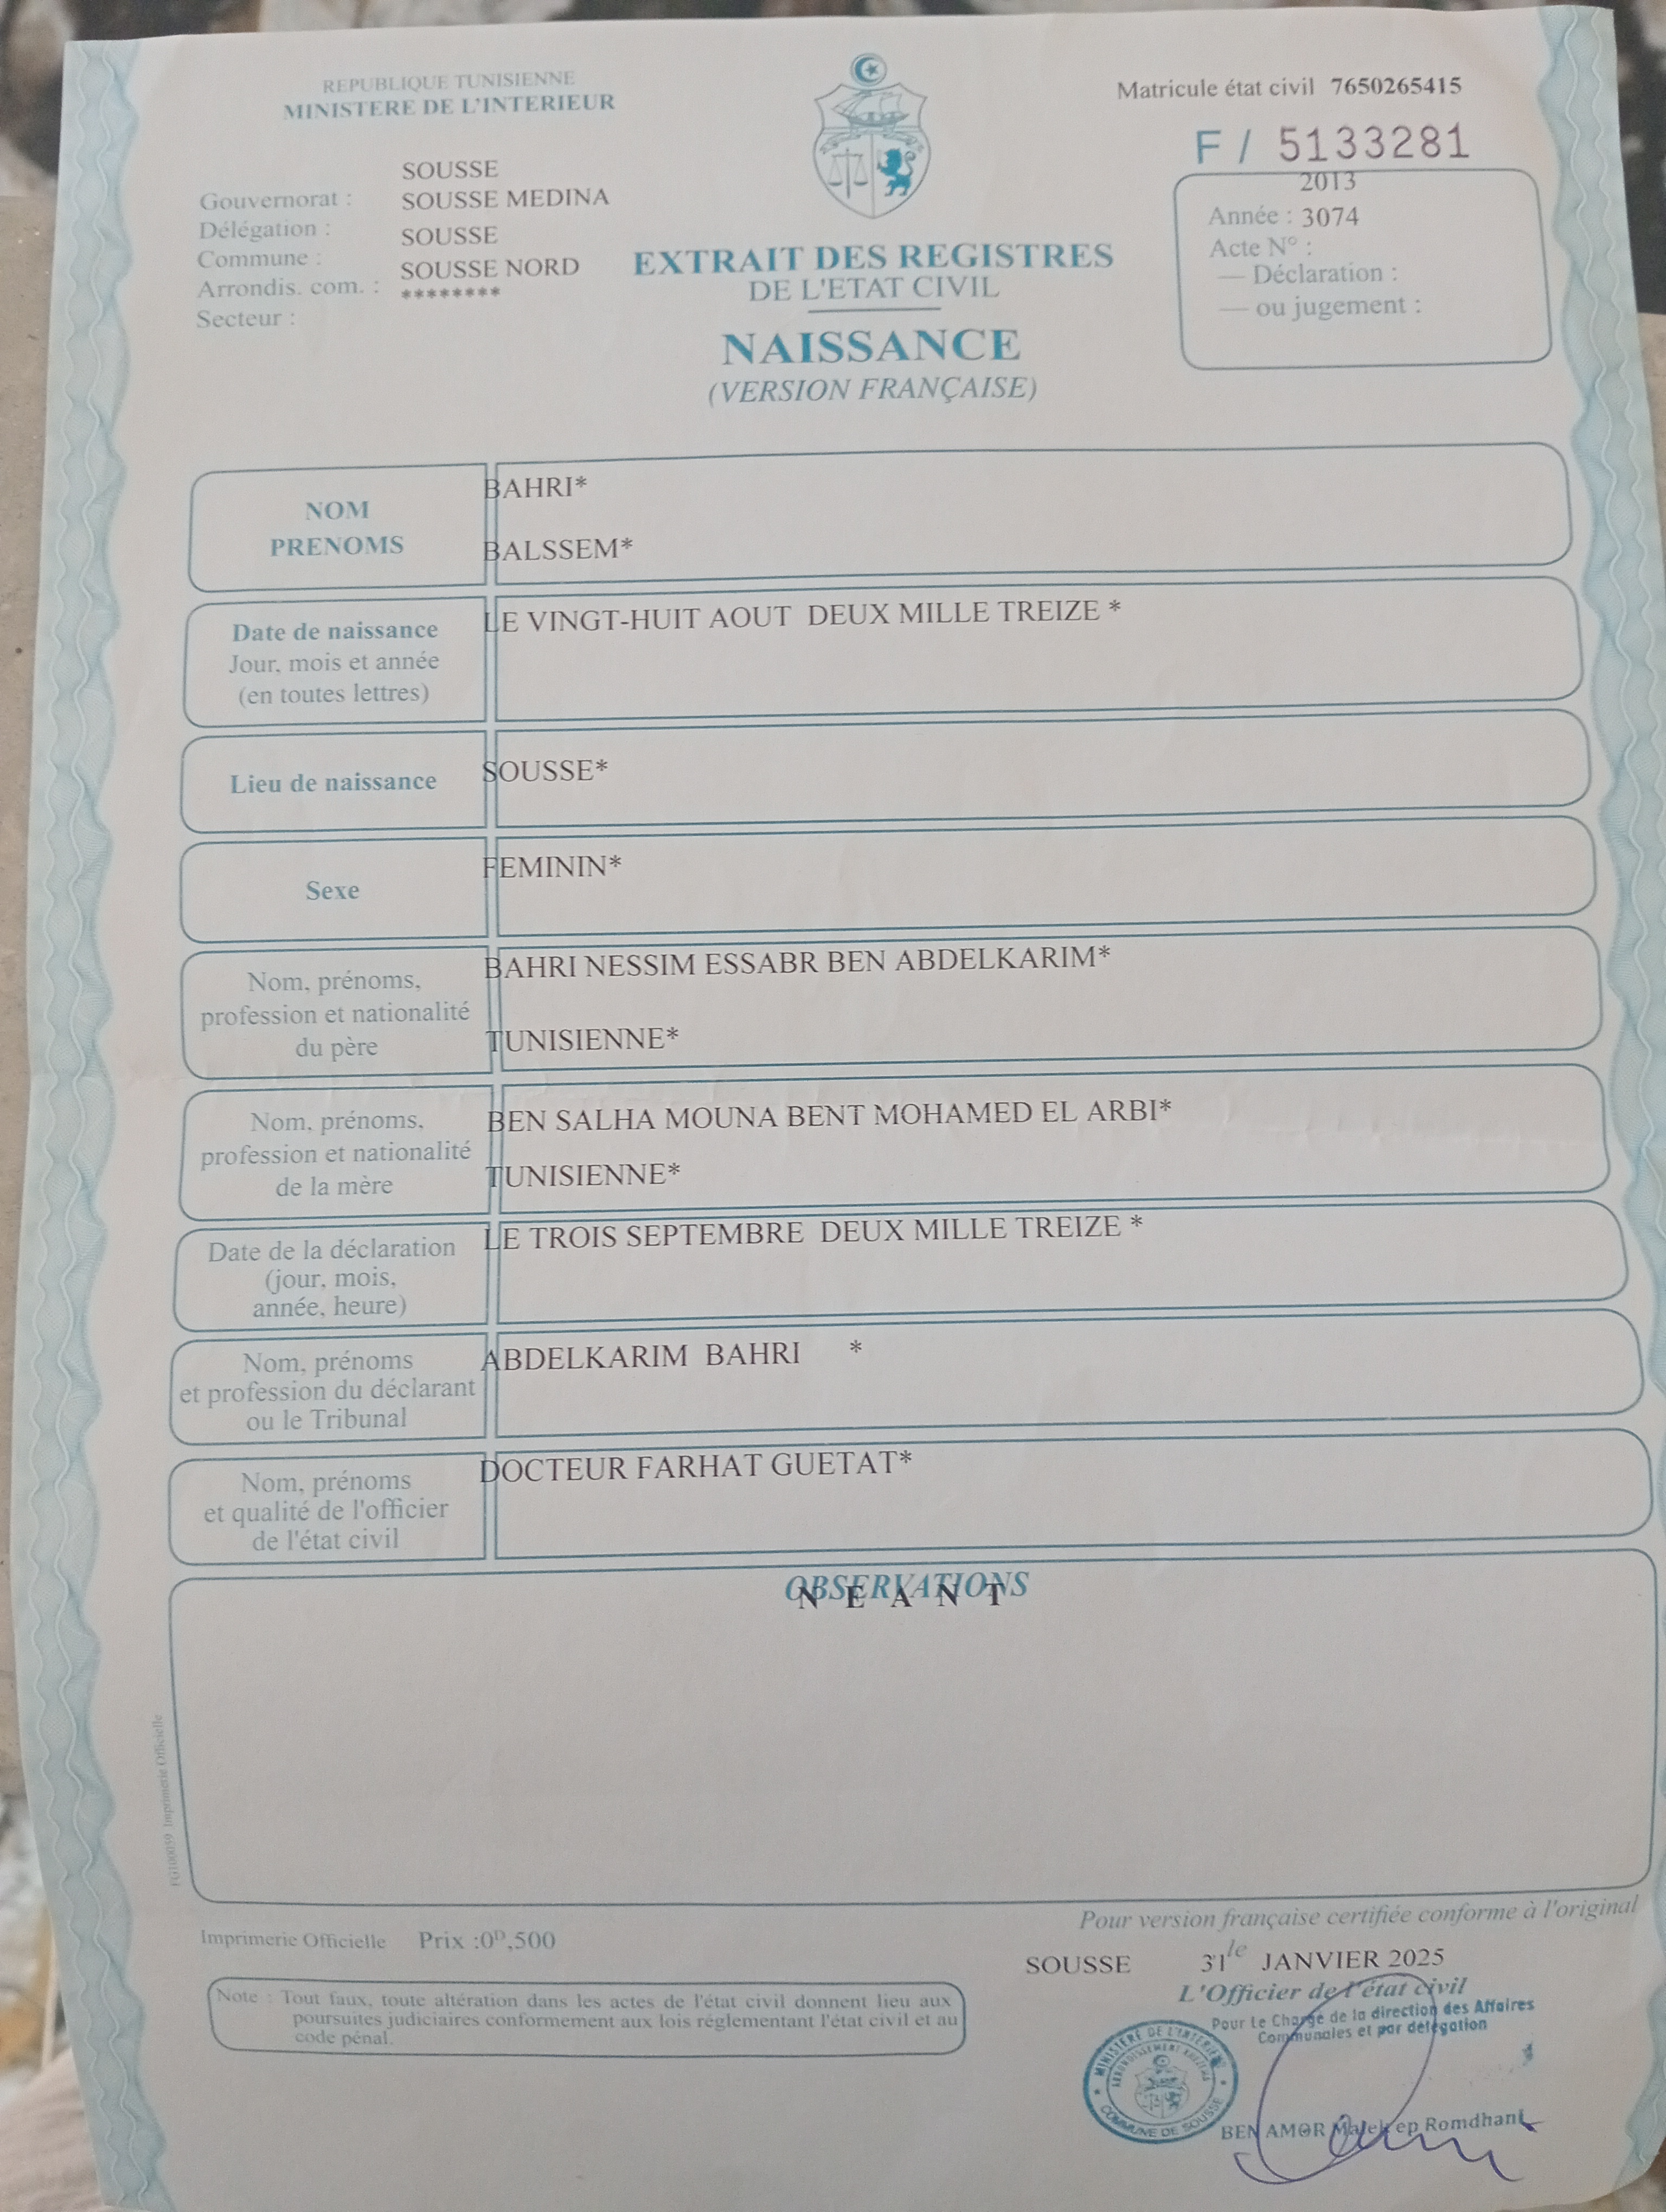 REPUBLIQUE TUNISIENNE
MINISTERE DE L'INTERIEUR
Matricule état civil 7650265415
F / 5133281
SOUSSE
Gouvernorat : SOUSSE MEDINA
Délégation : SOUSSE
Commune : SOUSSE NORD
Arrondis. com. : ********
Secteur :
2013
Année : 3074
Acte N° :
— Déclaration :
— ou jugement :
EXTRAIT DES REGISTRES
DE L'ETAT CIVIL
NAISSANCE
(VERSION FRANÇAISE)
NOM
PRENOMS
BAHRI*
BALSSEM*
Date de naissance
Jour, mois et année
(en toutes lettres)
LE VINGT-HUIT AOUT DEUX MILLE TREIZE *
Lieu de naissance
SOUSSE*
Sexe
FEMININ*
Nom, prénoms,
profession et nationalité
du père
BAHRI NESSIM ESSABR BEN ABDELKARIM*
TUNISIENNE*
Nom, prénoms,
profession et nationalité
de la mère
BEN SALHA MOUNA BENT MOHAMED EL ARBI*
TUNISIENNE*
Date de la déclaration
(jour, mois,
année, heure)
LE TROIS SEPTEMBRE DEUX MILLE TREIZE *
Nom, prénoms
et profession du déclarant
ou le Tribunal
ABDELKARIM BAHRI *
Nom, prénoms
et qualité de l'officier
de l'état civil
DOCTEUR FARHAT GUETAT*
OBSERVATIONS
N E A N T
FG100059 Imprimerie Officielle
Pour version française certifiée conforme à l'original
Imprimerie Officielle Prix :0D,500
SOUSSE 31 le JANVIER 2025
L'Officier de l'état civil
Pour Le Chargé de la direction des Affaires
Communales et par délégation
Note : Tout faux, toute altération dans les actes de l'état civil donnent lieu aux
poursuites judiciaires conformement aux lois réglementant l'état civil et au
code pénal.
MINISTERE DE L'INTERIEUR
COMMUNE DE SOUSSE
BEN AMOR Malek ep Romdhant